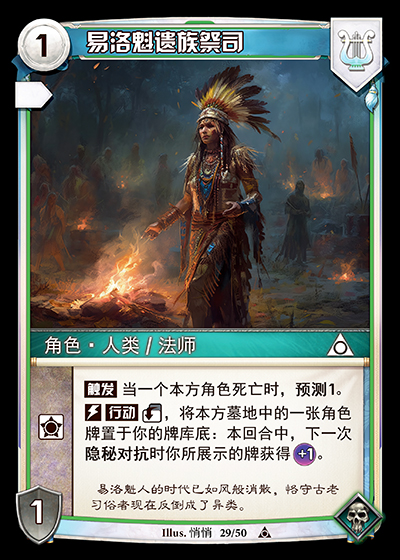 1
易洛魁遗族祭司
角色·人类/法师
触发 当一个本方角色死亡时，预测1。
行动 ，将本方墓地中的一张角色
牌置于你的牌库底：本回合中，下一次
隐秘对抗时你所展示的牌获得+1。
易洛魁人的时代已如风般消散，恪守古老
习俗者现在反倒成了异类。
1
Illus. 悄悄 29/50